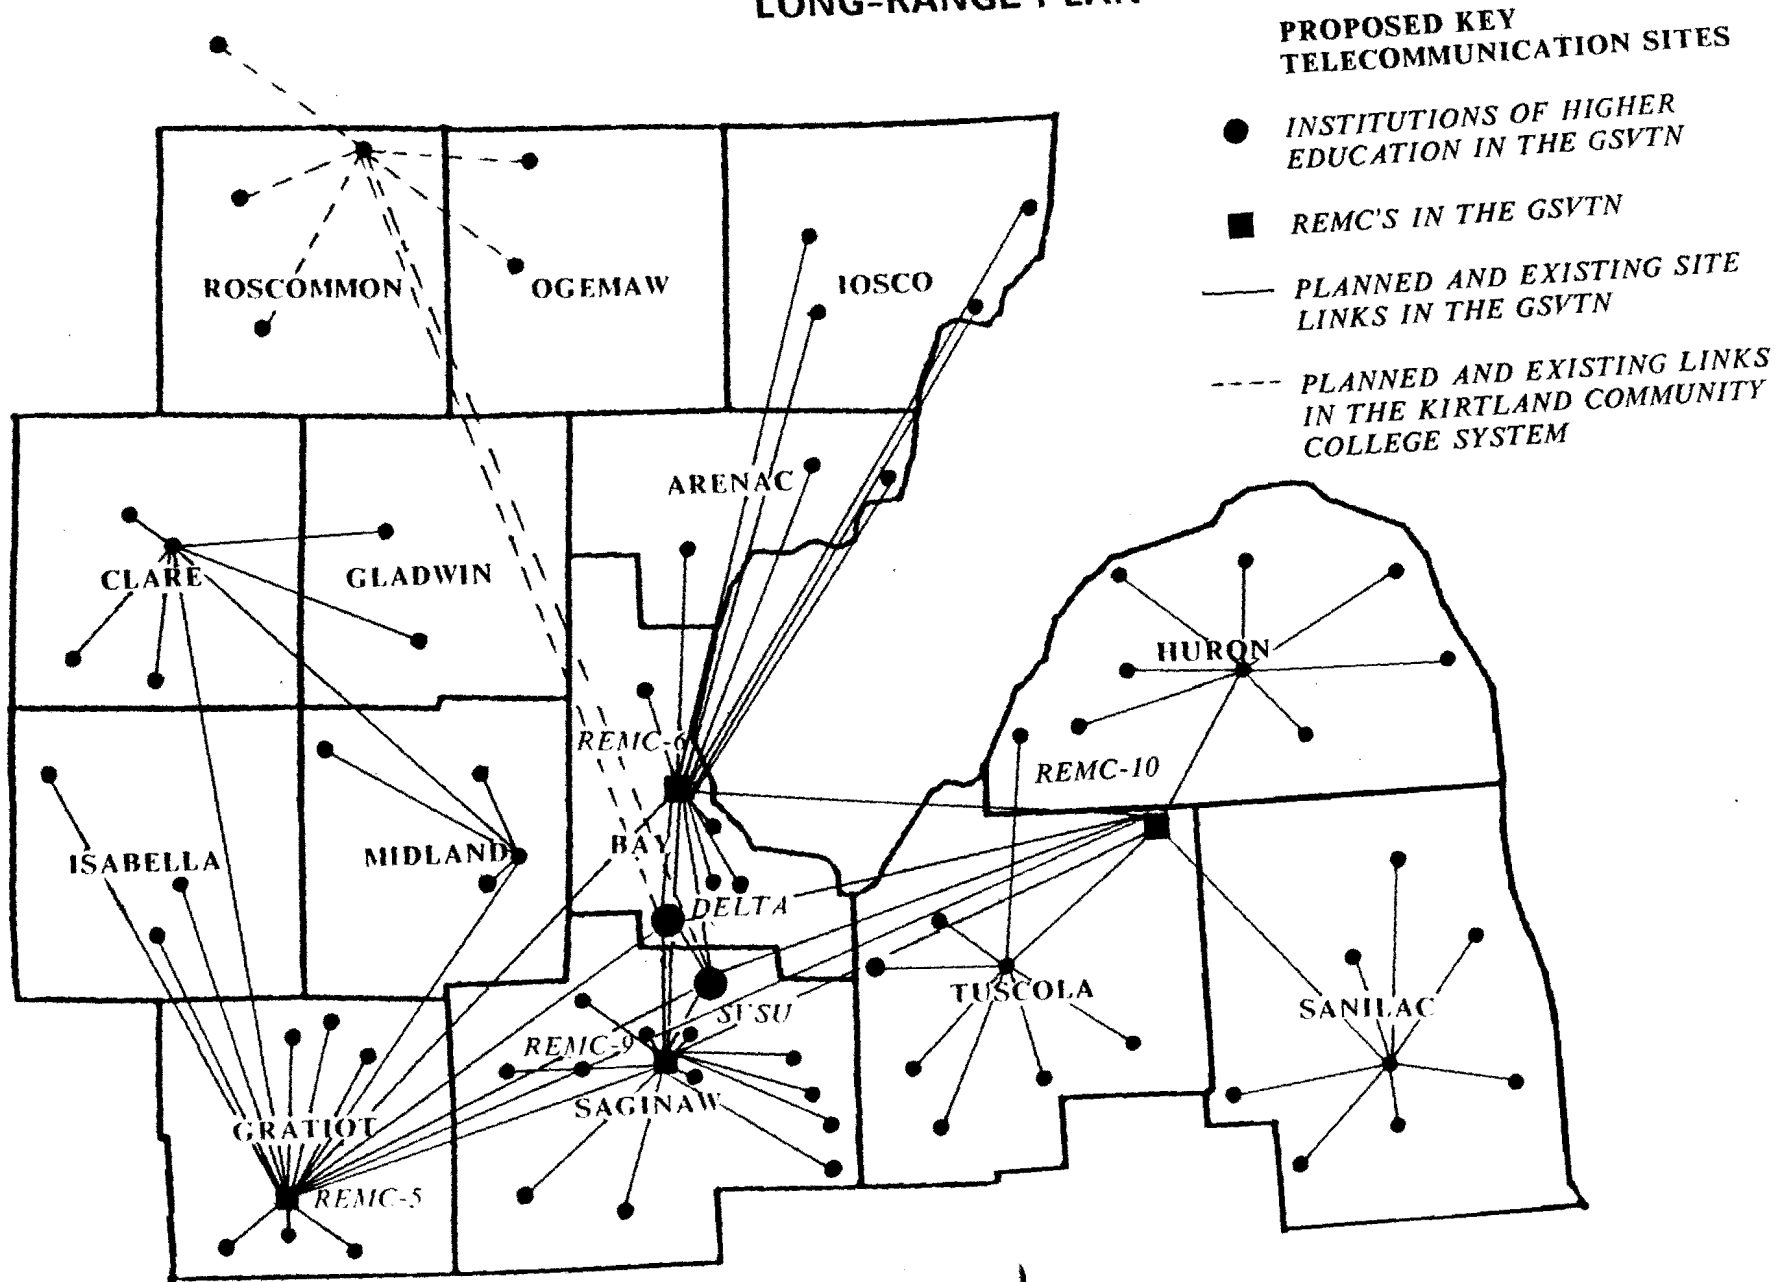 LONG-RANGE PLAN
PROPOSED KEY
TELECOMMUNICATION SITES
INSTITUTIONS OF HIGHER
EDUCATION IN THE GSVTN
REMC'S IN THE GSVTN
PLANNED AND EXISTING SITE
LINKS IN THE GSVTN
PLANNED AND EXISTING LINKS
IN THE KIRTLAND COMMUNITY
COLLEGE SYSTEM
ROSCOMMON
OGEMAW
IOSCO
ARENAC
CLARE
GLADWIN
HURON
REMC-6
REMC-10
ISABELLA
MIDLAND
BAY
DELTA
TUSCOLA
SANILAC
SVSU
REMC-9
SAGINAW
GRATIOT
REMC-5